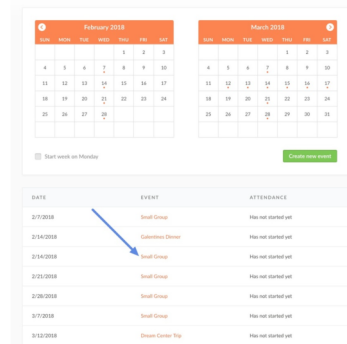 February 2018
SUN MON TUE WED THU FRI SAT
1 2 3
4 5 6 7 8 9 10
11 12 13 14 15 16 17
18 19 20 21 22 23 24
25 26 27 28
March 2018
SUN MON TUE WED THU FRI SAT
1 2 3
4 5 6 7 8 9 10
11 12 13 14 15 16 17
18 19 20 21 22 23 24
25 26 27 28 29 30 31
Start week on Monday
Create new event
DATE EVENT ATTENDANCE
2/7/2018 Small Group Has not started yet
2/14/2018 Galentines Dinner Has not started yet
2/14/2018 Small Group Has not started yet
2/21/2018 Small Group Has not started yet
2/28/2018 Small Group Has not started yet
3/7/2018 Small Group Has not started yet
3/12/2018 Dream Center Trip Has not started yet